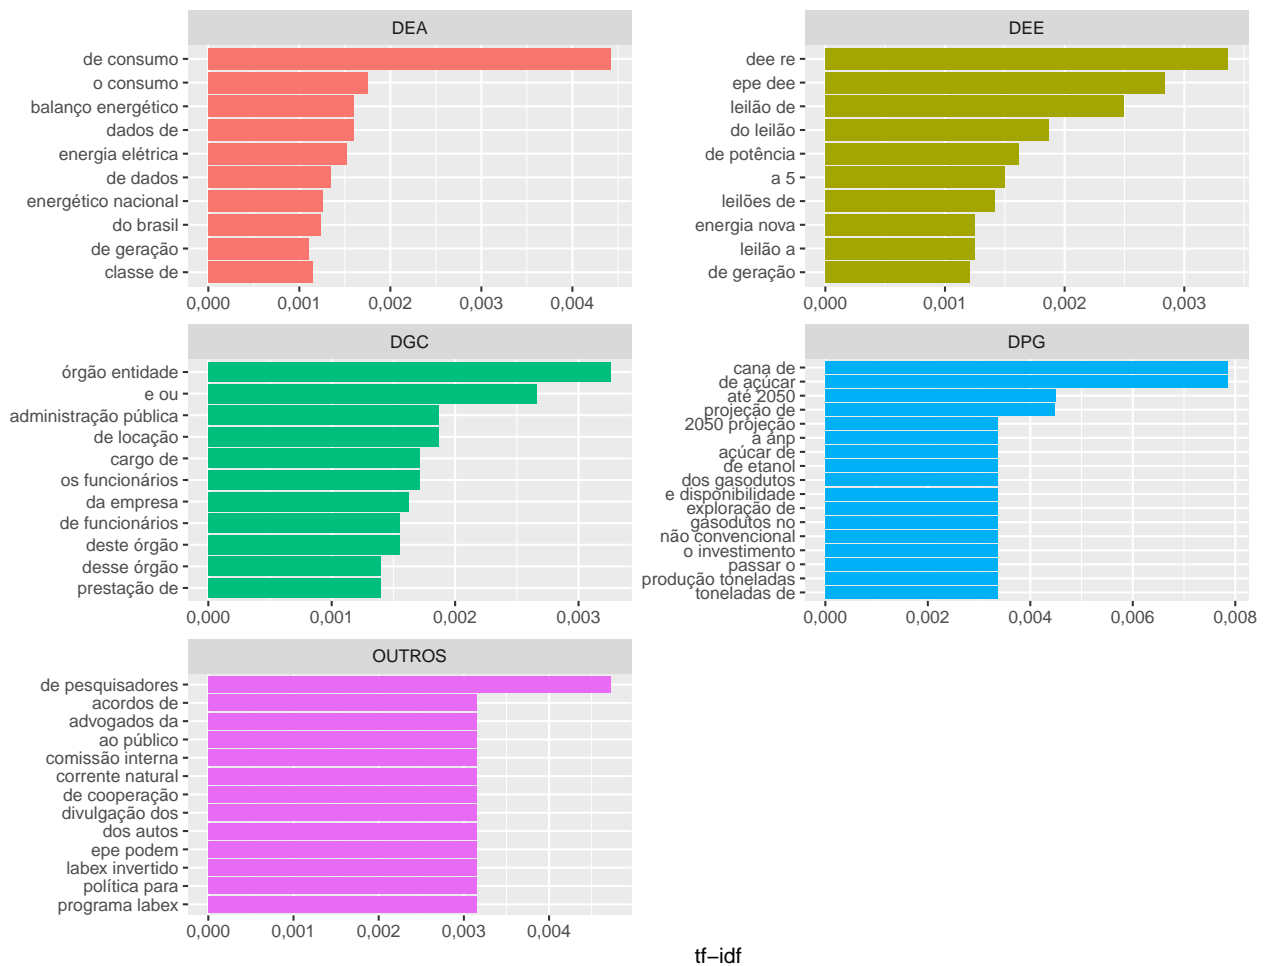 DEA
de consumo
o consumo
balanço energético
dados de
energia elétrica
de dados
energético nacional
do brasil
de geração
classe de
0,000 0,001 0,002 0,003 0,004
DEE
dee re
epe dee
leilão de
do leilão
de potência
a 5
leilões de
energia nova
leilão a
de geração
0,000 0,001 0,002 0,003
DGC
órgão entidade
e ou
administração pública
de locação
cargo de
os funcionários
da empresa
de funcionários
deste órgão
desse órgão
prestação de
0,000 0,001 0,002 0,003
DPG
cana de
de açúcar
até 2050
projeção de
2050 projeção
a anp
açúcar de
de etanol
dos gasodutos
e disponibilidade
exploração de
gasodutos no
não convencional
o investimento
passar o
produção toneladas
toneladas de
0,000 0,002 0,004 0,006 0,008
OUTROS
de pesquisadores
acordos de
advogados da
ao público
comissão interna
corrente natural
de cooperação
divulgação dos
dos autos
epe podem
labex invertido
política para
programa labex
0,000 0,001 0,002 0,003 0,004
tf−idf